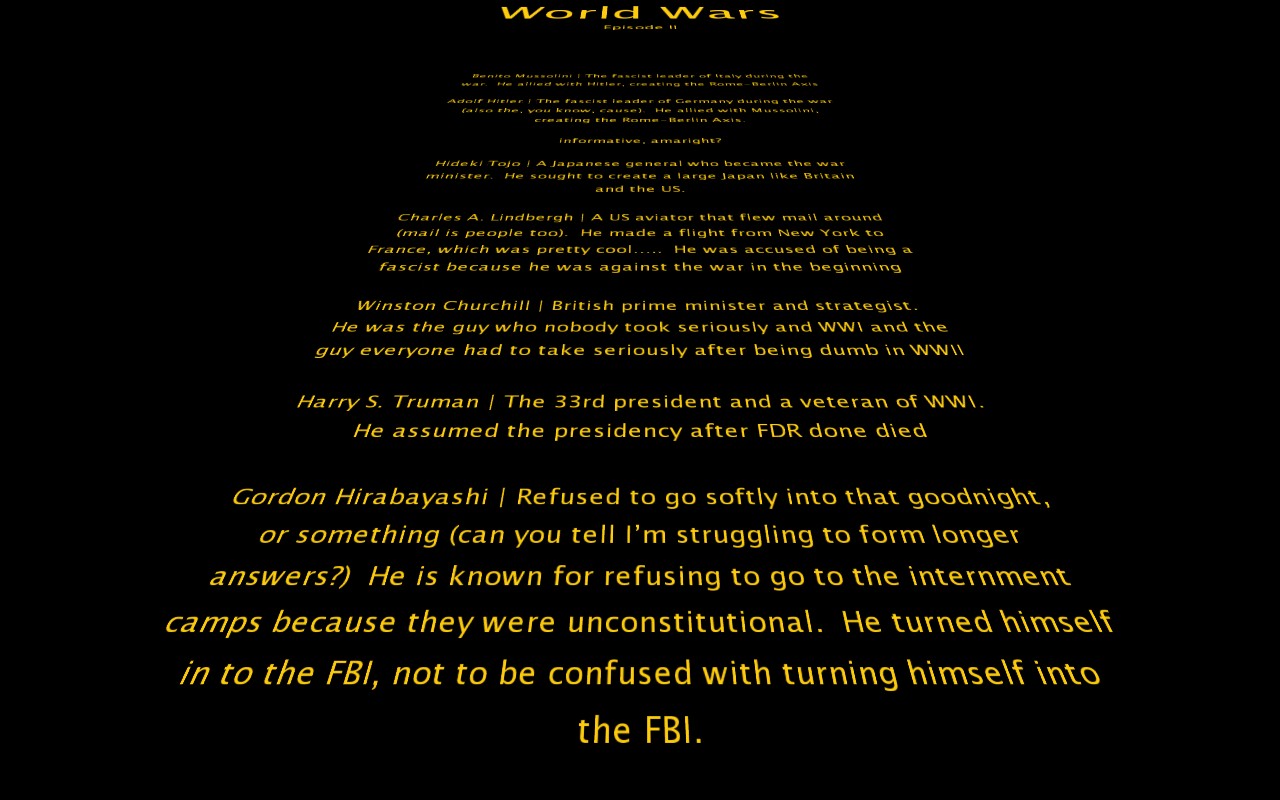 World Wars
Episode II
Benito Mussolini | The fascist leader of Italy during the
war.  He allied with Hitler, creating the Rome-Berlin Axis
Adolf Hitler | The fascist leader of Germany during the war
(also the, you know, cause).  He allied with Mussolini,
creating the Rome-Berlin Axis.
informative, amaright?
Hideki Tojo | A Japanese general who became the war
minister.  He sought to create a large Japan like Britain
and the US.
Charles A. Lindbergh | A US aviator that flew mail around
(mail is people too).  He made a flight from New York to
France, which was pretty cool.....  He was accused of being a
fascist because he was against the war in the beginning
Winston Churchill | British prime minister and strategist.
He was the guy who nobody took seriously and WWI and the
guy everyone had to take seriously after being dumb in WWII
Harry S. Truman | The 33rd president and a veteran of WWI.
He assumed the presidency after FDR done died
Gordon Hirabayashi | Refused to go softly into that goodnight,
or something (can you tell I’m struggling to form longer
answers?)  He is known for refusing to go to the internment
camps because they were unconstitutional.  He turned himself
in to the FBI, not to be confused with turning himself into
the FBI.